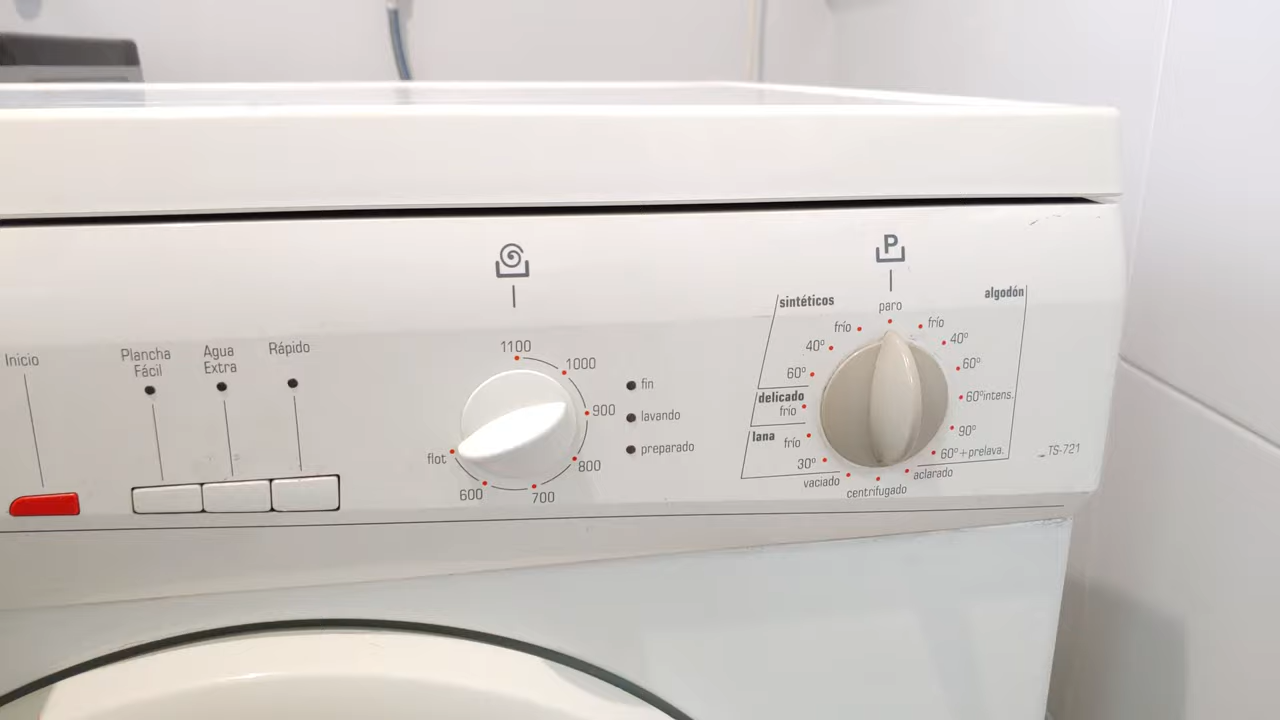 Inicio
Plancha
Fácil
Agua
Extra
Rápido
1100
1000
900
800
700
600
flot
fin
lavando
preparado
P
paro
sintéticos
frío
40º
60º
delicado
frío
lana
frío
30º
vaciado
centrifugado
aclarado
algodón
frío
40º
60º
60ºintens.
90º
60º+prelava.
TS-721